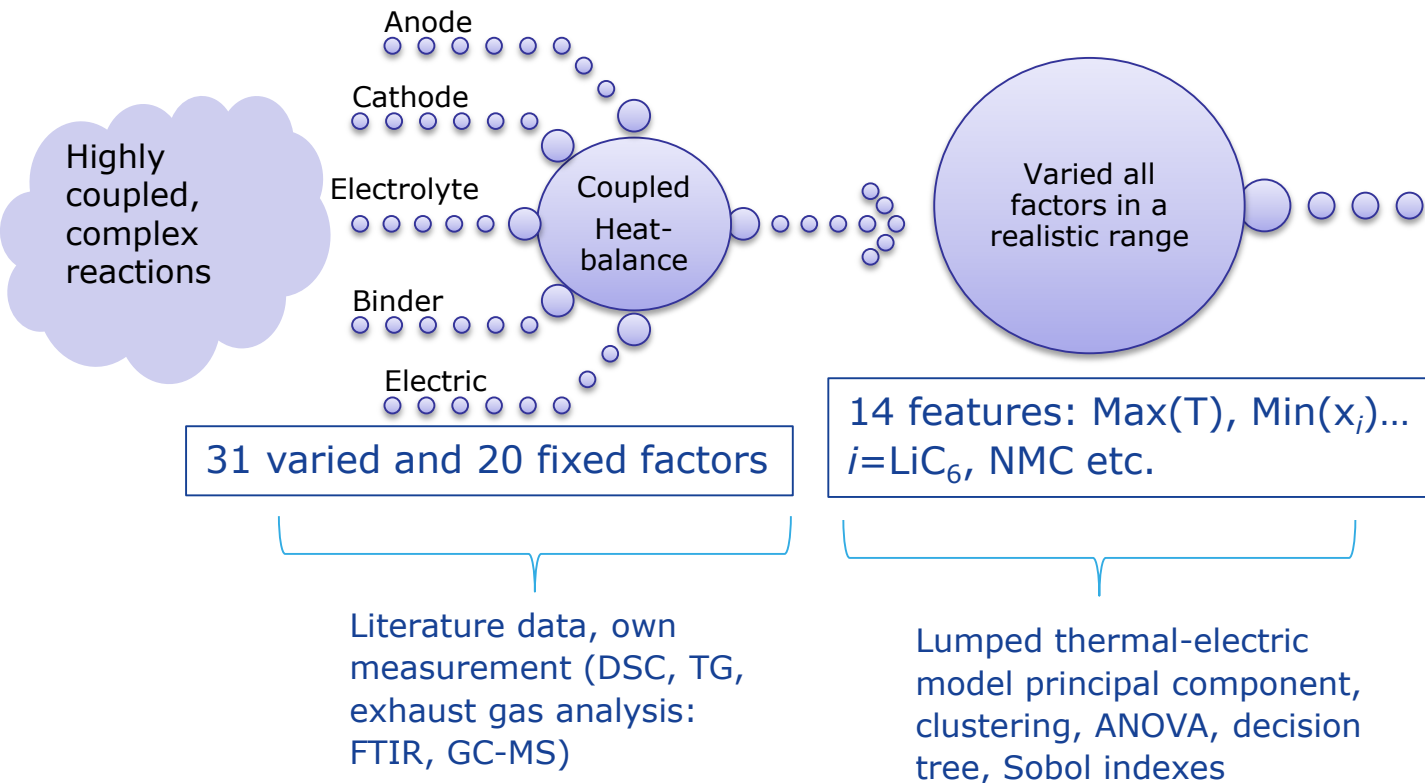 Highly
coupled,
complex
reactions
Anode
Cathode
Electrolyte
Binder
Electric
Coupled
Heat-
balance
Varied all
factors in a
realistic range
31 varied and 20 fixed factors
14 features: Max(T), Min(xᵢ)…
i=LiC₆, NMC etc.
Literature data, own
measurement (DSC, TG,
exhaust gas analysis:
FTIR, GC-MS)
Lumped thermal-electric
model principal component,
clustering, ANOVA, decision
tree, Sobol indexes